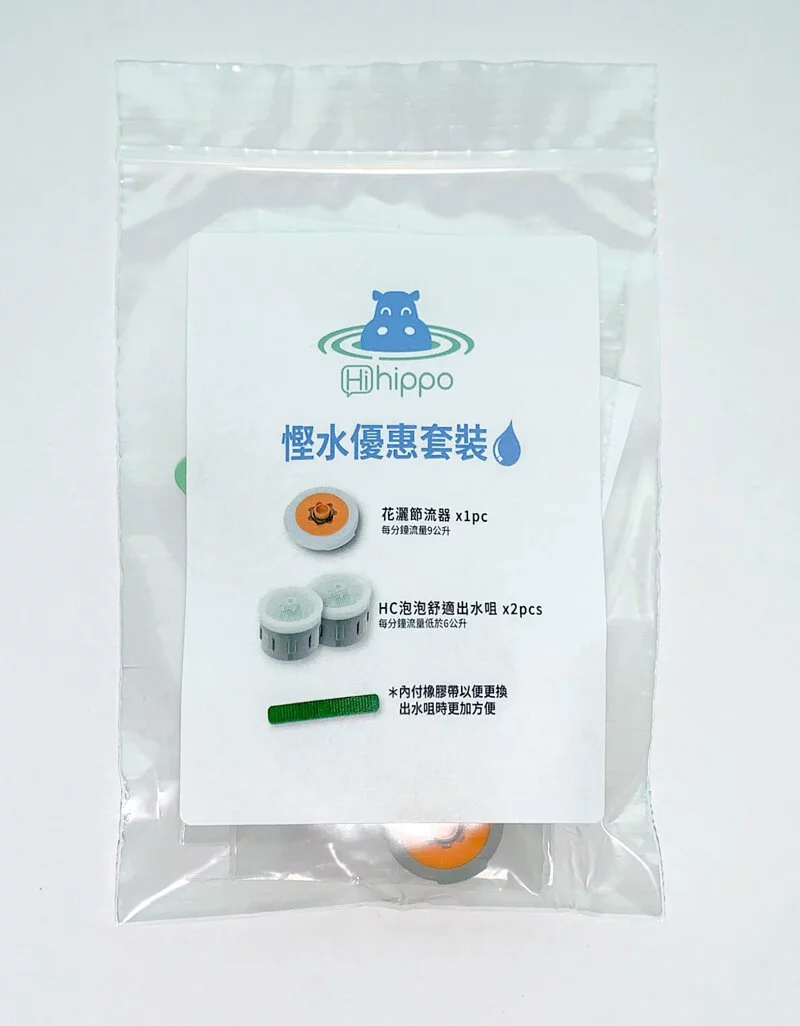 Hihippo
慳水優惠套裝
花灑節流器 x1pc
每分鐘流量9公升
HC泡泡舒適出水咀 x2pcs
每分鐘流量低於6公升
＊內付橡膠帶以便更換
出水咀時更加方便